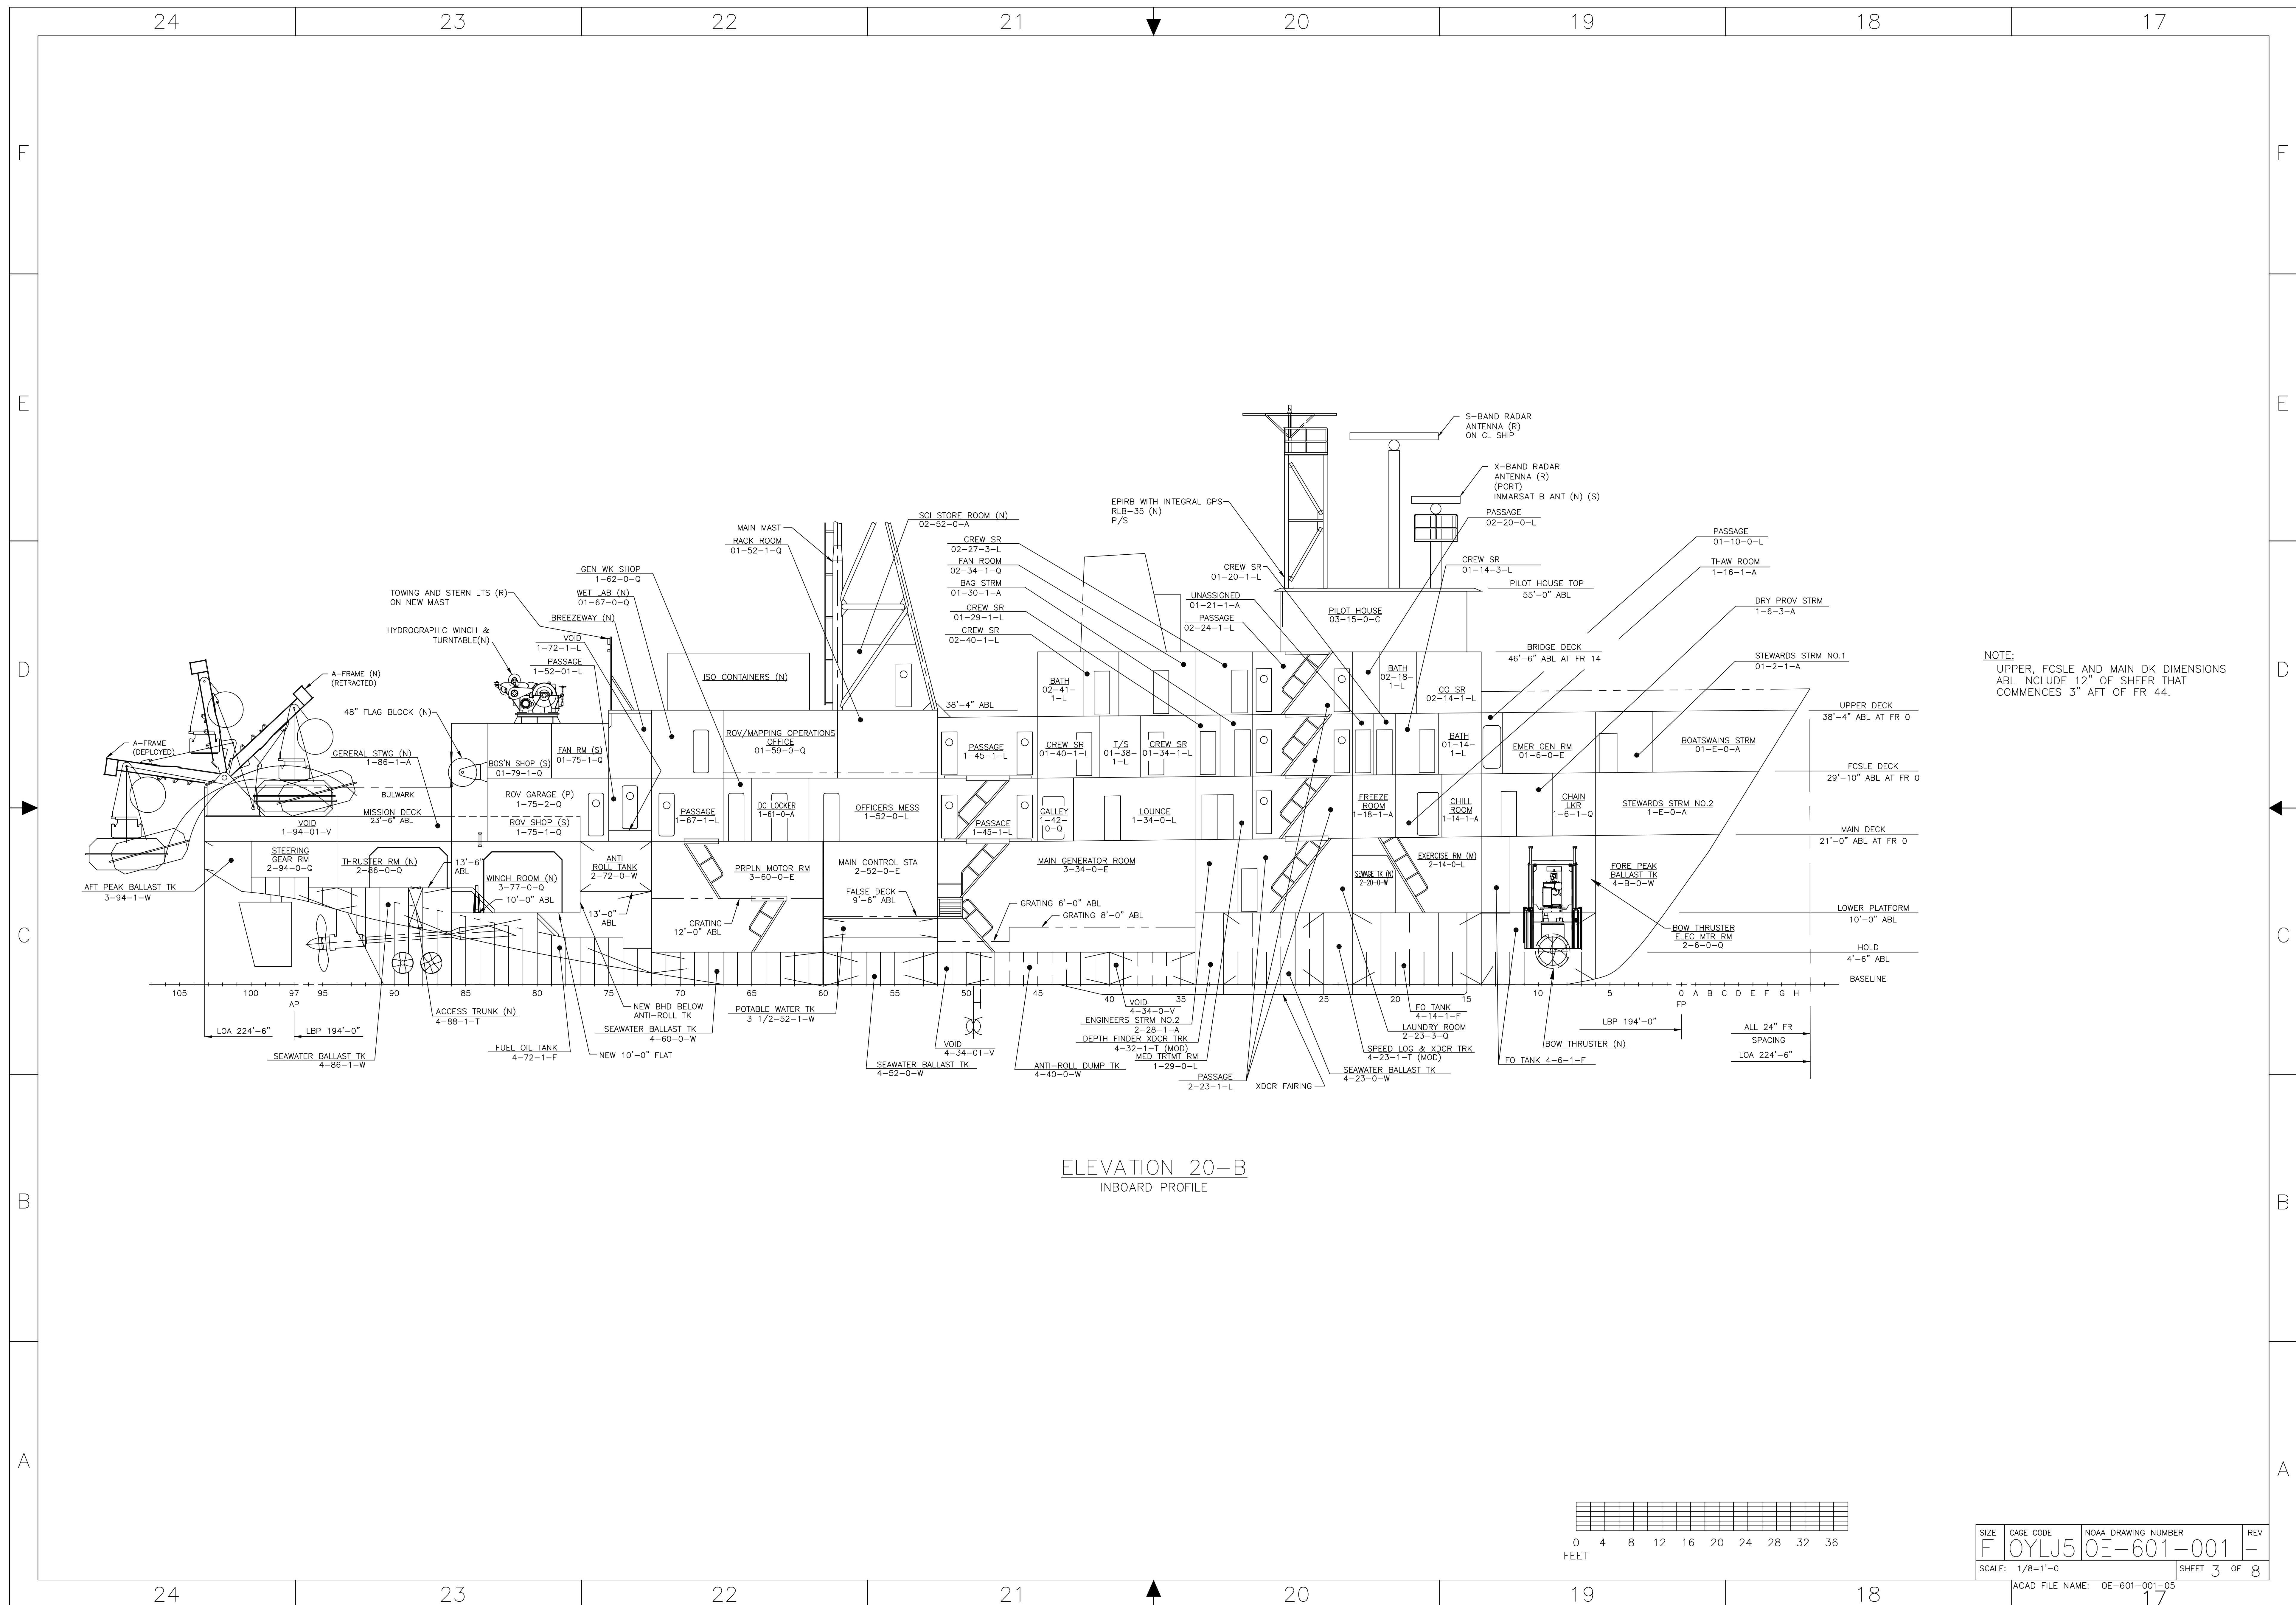 24 23 22 21 20 19 18 17
F
F
E
E
D
D
C
C
B
B
A
A
S-BAND RADAR
ANTENNA (R)
ON CL SHIP
X-BAND RADAR
ANTENNA (R)
(PORT)
INMARSAT B ANT (N) (S)
EPIRB WITH INTEGRAL GPS
RLB-35 (N)
P/S
PASSAGE
02-20-0-L
SCI STORE ROOM (N)
02-52-0-A
MAIN MAST
RACK ROOM
01-52-1-Q
CREW SR
02-27-3-L
FAN ROOM
02-34-1-Q
BAG STRM
01-30-1-A
CREW SR
01-29-1-L
CREW SR
02-40-1-L
CREW SR
01-20-1-L
UNASSIGNED
01-21-1-A
PASSAGE
02-24-1-L
CREW SR
01-14-3-L
PILOT HOUSE TOP
55'-0" ABL
PASSAGE
01-10-0-L
THAW ROOM
1-16-1-A
DRY PROV STRM
1-6-3-A
STEWARDS STRM NO.1
01-2-1-A
BRIDGE DECK
46'-6" ABL AT FR 14
NOTE:
UPPER, FCSLE AND MAIN DK DIMENSIONS
ABL INCLUDE 12" OF SHEER THAT
COMMENCES 3" AFT OF FR 44.
GEN WK SHOP
1-62-0-Q
WET LAB (N)
01-67-0-Q
BREEZEWAY (N)
VOID
1-72-1-L
PASSAGE
1-52-01-L
TOWING AND STERN LTS (R)
ON NEW MAST
HYDROGRAPHIC WINCH &
TURNTABLE(N)
A-FRAME (N)
(RETRACTED)
48" FLAG BLOCK (N)
A-FRAME
(DEPLOYED)
GERERAL STWG (N)
1-86-1-A
BULWARK
MISSION DECK
23'-6" ABL
ISO CONTAINERS (N)
ROV/MAPPING OPERATIONS
OFFICE
01-59-0-Q
38'-4" ABL
PILOT HOUSE
03-15-0-C
BATH
02-41-
1-L
BATH
02-18-
1-L
CO SR
02-14-1-L
UPPER DECK
38'-4" ABL AT FR 0
BOS'N SHOP (S)
01-79-1-Q
FAN RM (S)
01-75-1-Q
PASSAGE
1-45-1-L
CREW SR
01-40-1-L
T/S
01-38-
1-L
CREW SR
01-34-1-L
BATH
01-14-
1-L
EMER GEN RM
01-6-0-E
BOATSWAINS STRM
01-E-0-A
FCSLE DECK
29'-10" ABL AT FR 0
VOID
1-94-01-V
ROV GARAGE (P)
1-75-2-Q
ROV SHOP (S)
1-75-1-Q
PASSAGE
1-67-1-L
DC LOCKER
1-61-0-A
OFFICERS MESS
1-52-0-L
PASSAGE
1-45-1-L
GALLEY
1-42-
10-Q
LOUNGE
1-34-0-L
FREEZE
ROOM
1-18-1-A
CHILL
ROOM
1-14-1-A
CHAIN
LKR
1-6-1-Q
STEWARDS STRM NO.2
1-E-0-A
MAIN DECK
21'-0" ABL AT FR 0
STEERING
GEAR RM
2-94-0-Q
THRUSTER RM (N)
2-86-0-Q
13'-6"
ABL
WINCH ROOM (N)
3-77-0-Q
10'-0" ABL
ANTI
ROLL TANK
2-72-0-W
13'-0"
ABL
PRPLN MOTOR RM
3-60-0-E
GRATING
12'-0" ABL
MAIN CONTROL STA
2-52-0-E
FALSE DECK
9'-6" ABL
MAIN GENERATOR ROOM
3-34-0-E
GRATING 6'-0" ABL
GRATING 8'-0" ABL
SEWAGE TK (N)
2-20-0-W
EXERCISE RM (M)
2-14-0-L
FORE PEAK
BALLAST TK
4-B-0-W
AFT PEAK BALLAST TK
3-94-1-W
LOWER PLATFORM
10'-0" ABL
BOW THRUSTER
ELEC MTR RM
2-6-0-Q
HOLD
4'-6" ABL
BASELINE
105 100 97 95 90 85 80 75 70 65 60 55 50 45 40 35 25 20 15 10 5 0 A B C D E F G H
AP
FP
LOA 224'-6"
LBP 194'-0"
SEAWATER BALLAST TK
4-86-1-W
ACCESS TRUNK (N)
4-88-1-T
FUEL OIL TANK
4-72-1-F
NEW 10'-0" FLAT
NEW BHD BELOW
ANTI-ROLL TK
SEAWATER BALLAST TK
4-60-0-W
POTABLE WATER TK
3 1/2-52-1-W
SEAWATER BALLAST TK
4-52-0-W
VOID
4-34-01-V
ANTI-ROLL DUMP TK
4-40-0-W
VOID
4-34-0-V
ENGINEERS STRM NO.2
2-28-1-A
DEPTH FINDER XDCR TRK
4-32-1-T (MOD)
MED TRTMT RM
1-29-0-L
PASSAGE
2-23-1-L
XDCR FAIRING
FO TANK
4-14-1-F
LAUNDRY ROOM
2-23-3-Q
SPEED LOG & XDCR TRK
4-23-1-T (MOD)
SEAWATER BALLAST TK
4-23-0-W
FO TANK 4-6-1-F
BOW THRUSTER (N)
LBP 194'-0"
ALL 24" FR
SPACING
LOA 224'-6"
ELEVATION 20-B
INBOARD PROFILE
0 4 8 12 16 20 24 28 32 36
FEET
SIZE CAGE CODE NOAA DRAWING NUMBER REV
F 0YLJ5 OE-601-001 -
SCALE: 1/8=1'-0 SHEET 3 OF 8
ACAD FILE NAME: OE-601-001-05
24 23 22 21 20 19 18 17